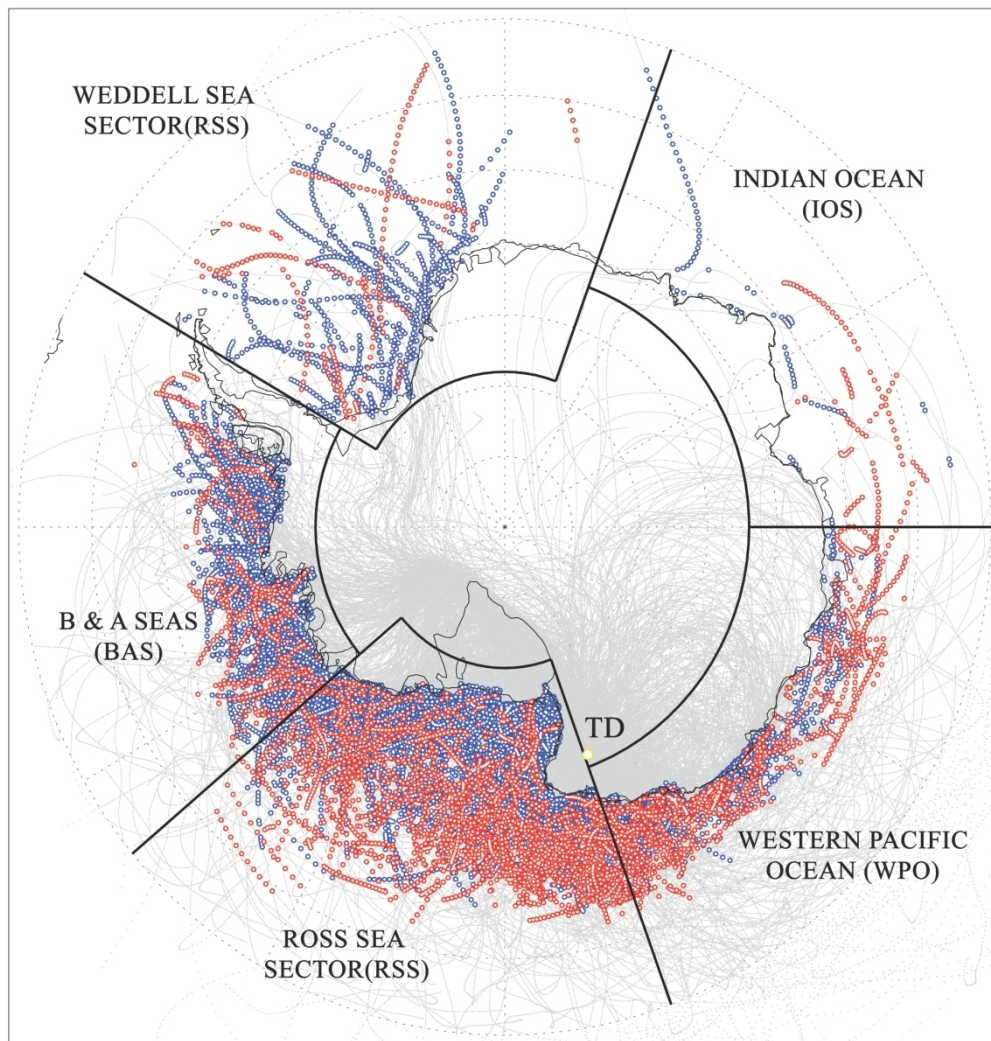 WEDDELL SEA
SECTOR(RSS)
INDIAN OCEAN
(IOS)
B & A SEAS
(BAS)
TD
WESTERN PACIFIC
OCEAN (WPO)
ROSS SEA
SECTOR(RSS)